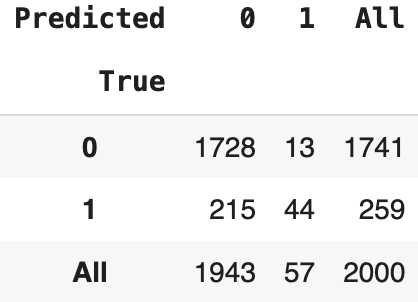 Predicted 0 1 All
True
0 1728 13 1741
1 215 44 259
All 1943 57 2000